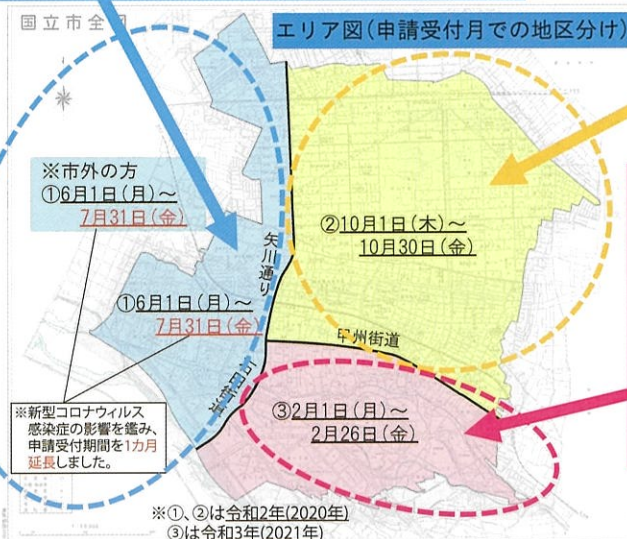 国立市全図
エリア図(申請受付月での地区分け)
※市外の方
①6月1日(月)~
7月31日(金)
②10月1日(木)~
10月30日(金)
矢川通り
①6月1日(月)~
7月31日(金)
甲州街道
石田街道
③2月1日(月)~
2月26日(金)
※新型コロナウィルス
感染症の影響を鑑み、
申請受付期間を1カ月
延長しました。
※①、②は令和2年(2020年)
③は令和3年(2021年)